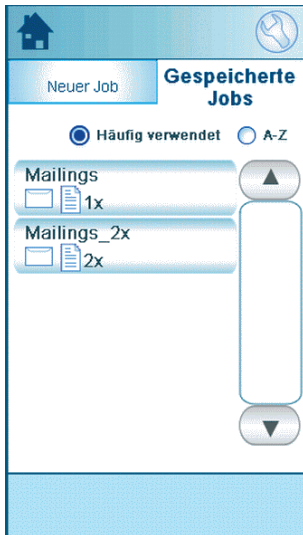 Neuer Job
Gespeicherte
Jobs
Häufig verwendet
A-Z
Mailings
1x
Mailings_2x
2x